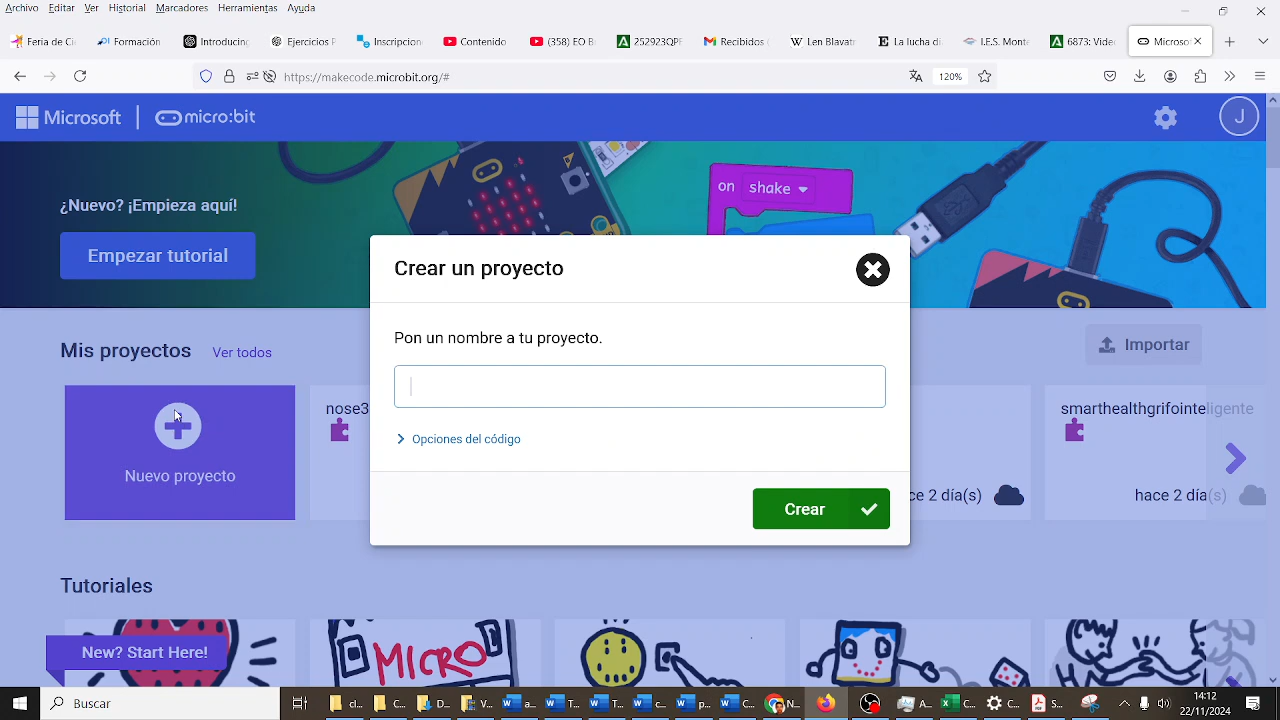 Archivo Editar Ver Historial Marcadores Herramientas Ayuda
Feria de Ci Formación Introducing Ejercicios F Inscripcion Contenido (358) EO B 252923QPF Recibidos ( Len Blavat La lucha di I.E.S. Monte 6873: Vide Microso
https://makecode.microbit.org/# 120%
Microsoft micro:bit J
on shake
¿Nuevo? ¡Empieza aquí!
Empezar tutorial
Crear un proyecto
Pon un nombre a tu proyecto.
Opciones del código
Crear
Mis proyectos Ver todos Importar
Nuevo proyecto
nose3
ce 2 día(s)
smarthealthgrifointeligente
hace 2 día(s)
Tutoriales
MICRO
New? Start Here!
Buscar
d... C... D... V... a... T... T... C... p... C... N... A... C... C... S...
14:12
22/11/2024